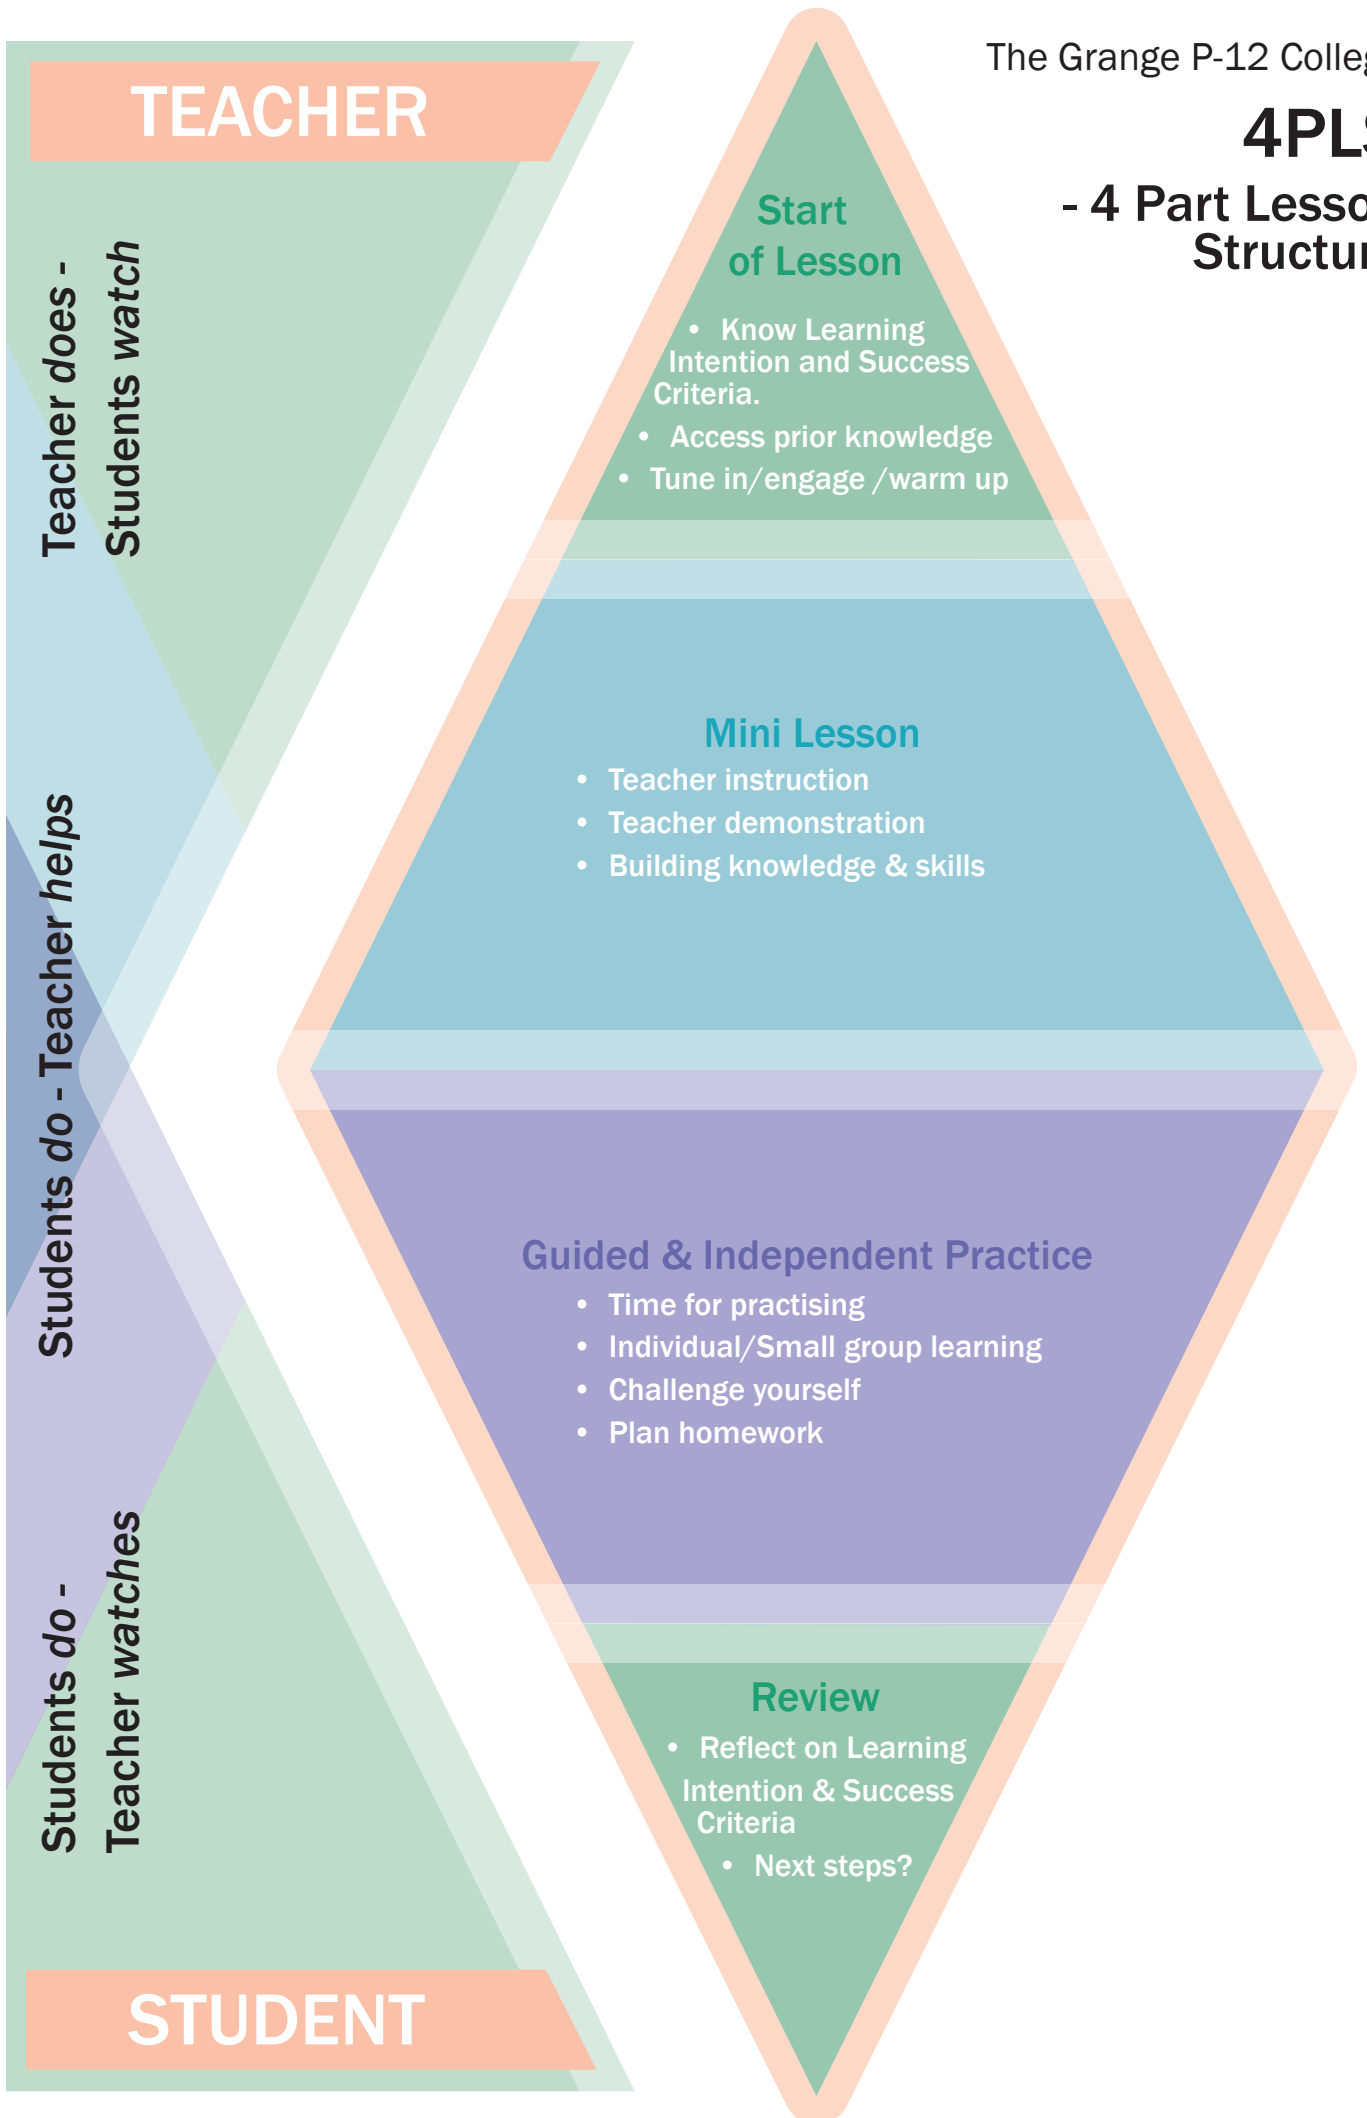 The Grange P-12 Colleg
4PLS
- 4 Part Lesso
Structur
TEACHER
Teacher does -
Students watch
Students do - Teacher helps
Students do -
Teacher watches
STUDENT
Start
of Lesson
• Know Learning
Intention and Success
Criteria.
• Access prior knowledge
• Tune in/engage /warm up
Mini Lesson
• Teacher instruction
• Teacher demonstration
• Building knowledge & skills
Guided & Independent Practice
• Time for practising
• Individual/Small group learning
• Challenge yourself
• Plan homework
Review
• Reflect on Learning
Intention & Success
Criteria
• Next steps?